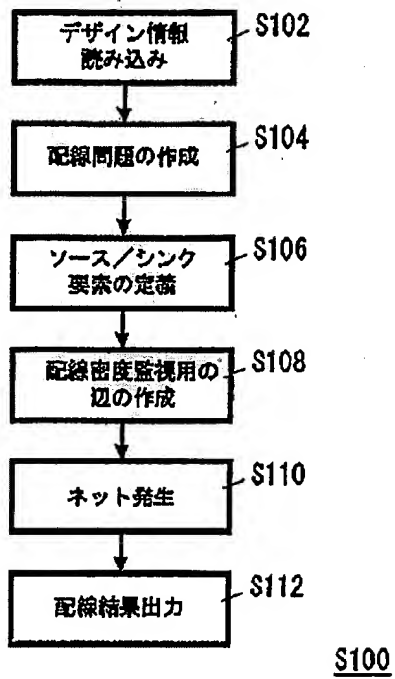 デザイン情報
読み込み
S102
配線問題の作成
S104
ソース／シンク
要素の定義
S106
配線密度監視用の
辺の作成
S108
ネット発生
S110
配線結果出力
S112
S100